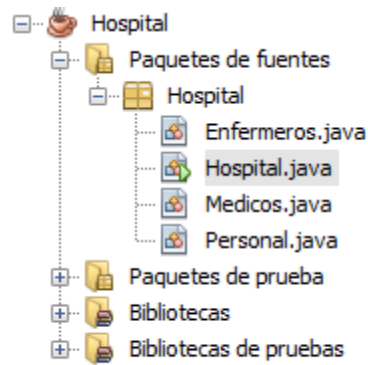 Hospital
Paquetes de fuentes
Hospital
Enfermeros.java
Hospital.java
Medicos.java
Personal.java
Paquetes de prueba
Bibliotecas
Bibliotecas de pruebas